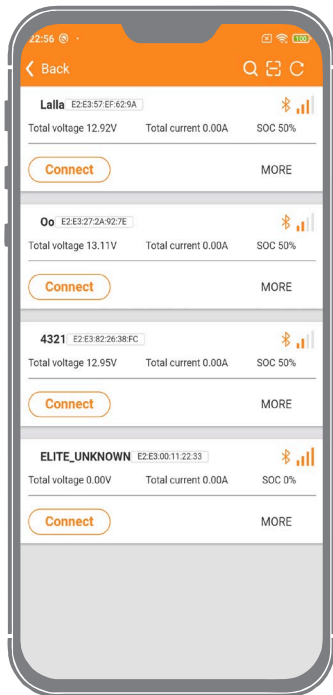 22:56
100
Back
Lalla E2:E3:57:EF:62:9A
Total voltage 12.92V Total current 0.00A SOC 50%
Connect MORE
Oo E2:E3:27:2A:92:7E
Total voltage 13.11V Total current 0.00A SOC 50%
Connect MORE
4321 E2:E3:82:26:38:FC
Total voltage 12.95V Total current 0.00A SOC 50%
Connect MORE
ELITE_UNKNOWN E2:E3:00:11:22:33
Total voltage 0.00V Total current 0.00A SOC 0%
Connect MORE